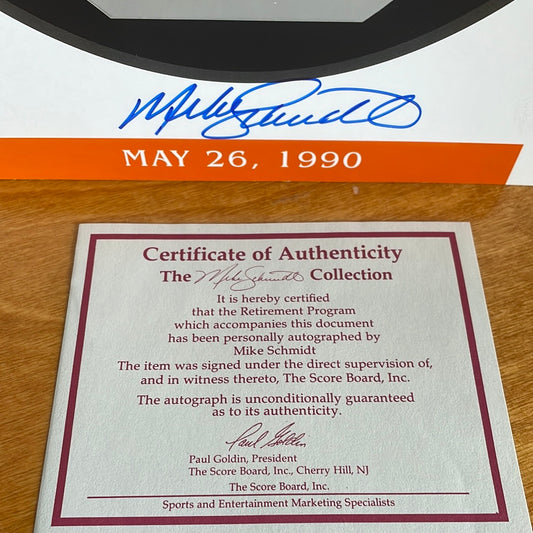 Mike Schmidt
MAY 26, 1990
Certificate of Authenticity
The Mike Schmidt Collection
It is hereby certified
that the Retirement Program
which accompanies this document
has been personally autographed by
Mike Schmidt
The item was signed under the direct supervision of,
and in witness thereto, The Score Board, Inc.
The autograph is unconditionally guaranteed
as to its authenticity.
Paul Goldin
Paul Goldin, President
The Score Board, Inc., Cherry Hill, NJ
The Score Board, Inc.
Sports and Entertainment Marketing Specialists